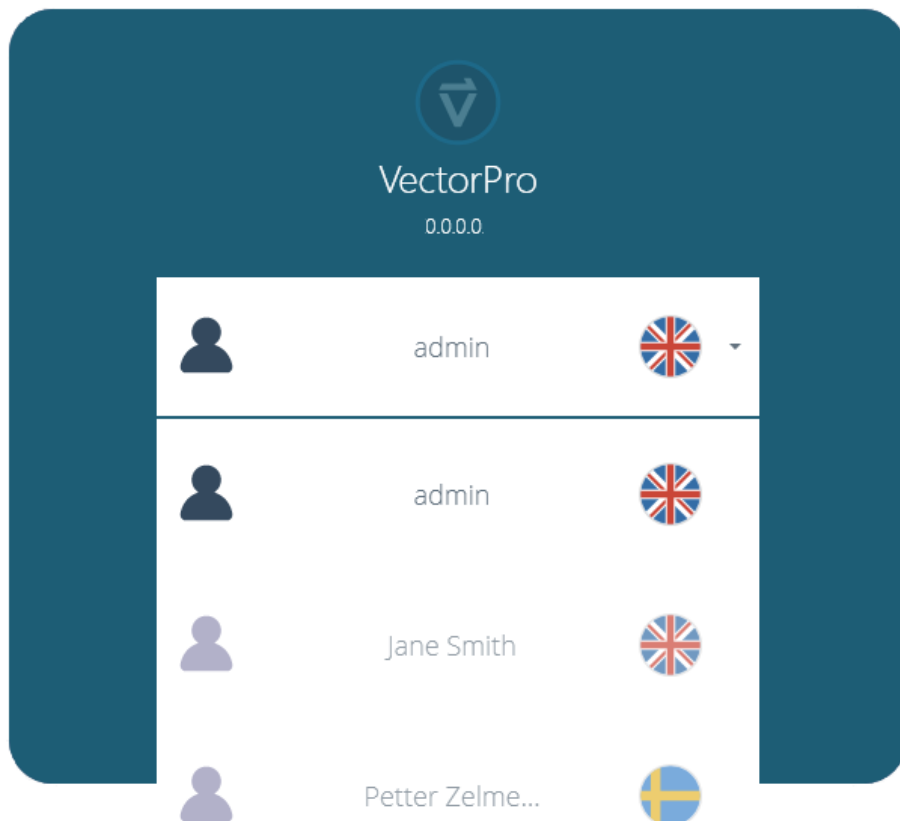 VectorPro
0.0.0.0
admin
admin
Jane Smith
Petter Zelme...